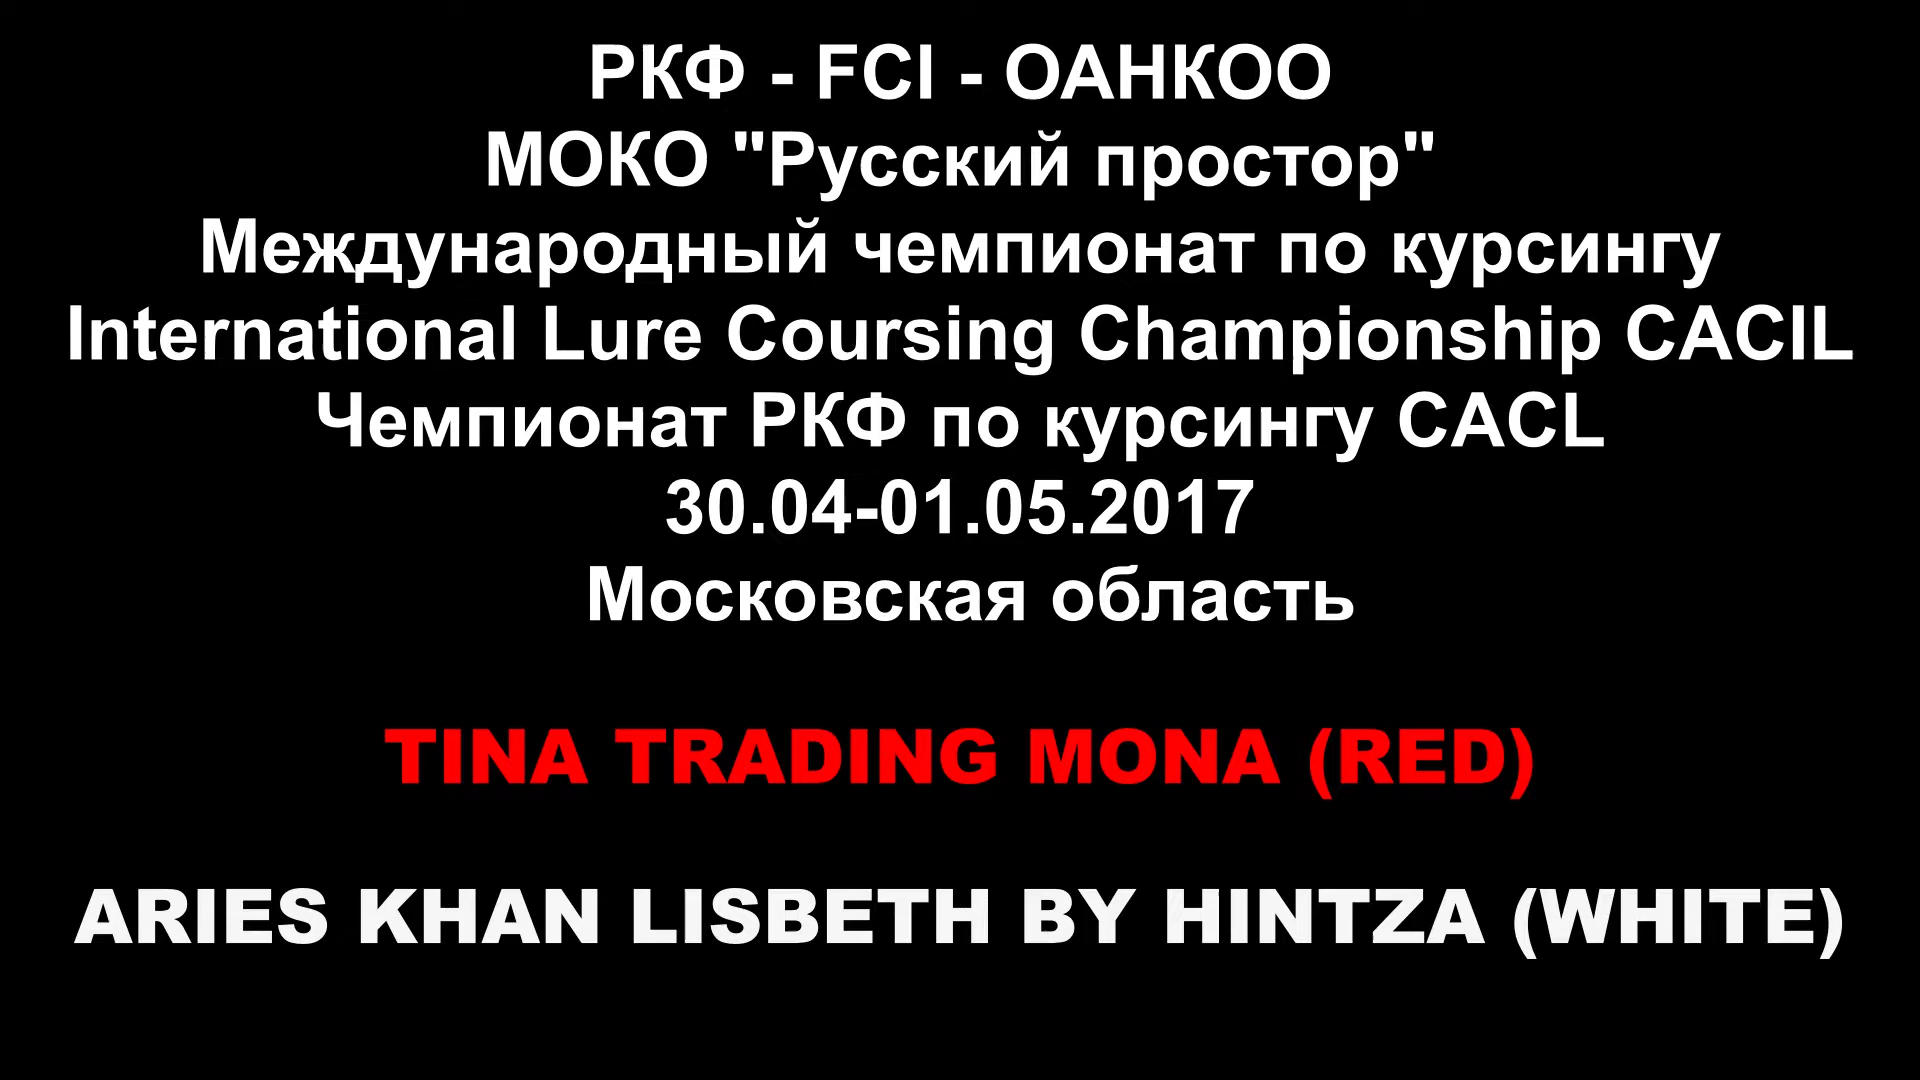 РКФ - FCI - ОАНКОО
МОКО "Русский простор"
Международный чемпионат по курсингу
International Lure Coursing Championship CACIL
Чемпионат РКФ по курсингу CACL
30.04-01.05.2017
Московская область
TINA TRADING MONA (RED)
ARIES KHAN LISBETH BY HINTZA (WHITE)